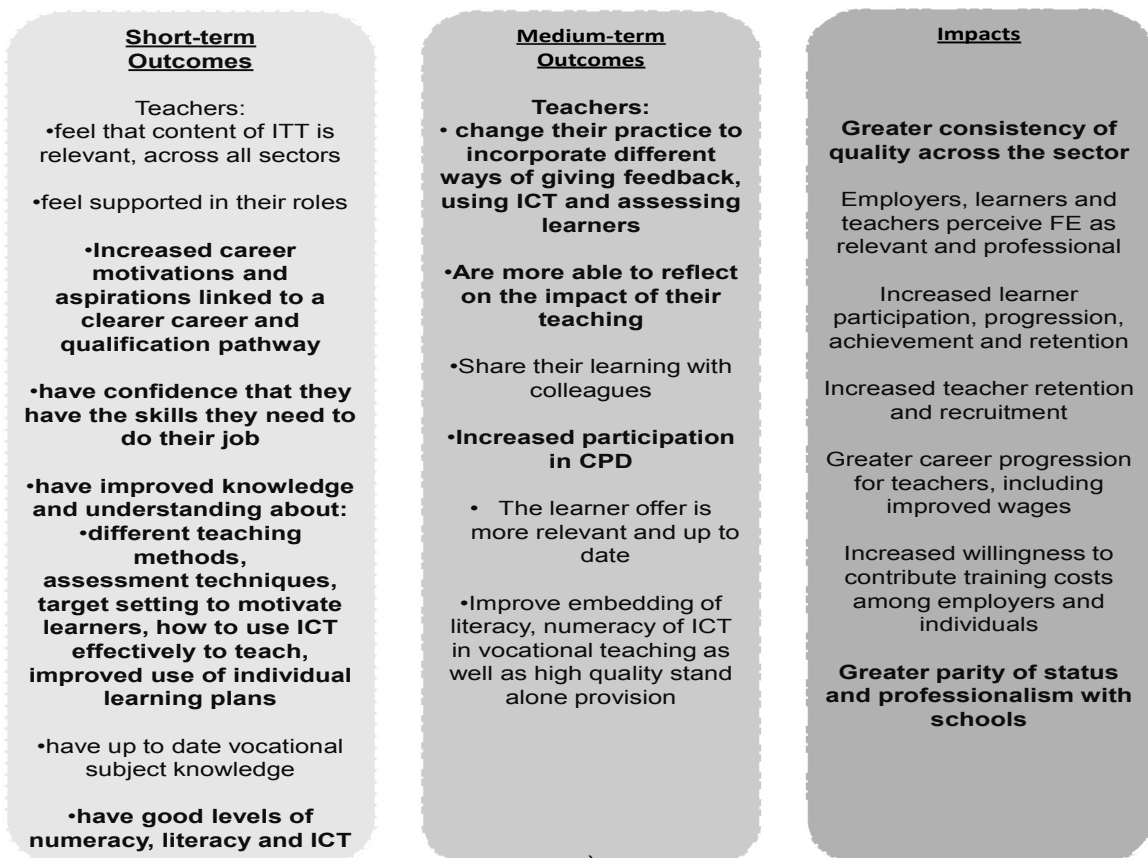 Short-term
Outcomes
Teachers:
•feel that content of ITT is
relevant, across all sectors
•feel supported in their roles
•Increased career
motivations and
aspirations linked to a
clearer career and
qualification pathway
•have confidence that they
have the skills they need to
do their job
•have improved knowledge
and understanding about:
•different teaching
methods,
assessment techniques,
target setting to motivate
learners, how to use ICT
effectively to teach,
improved use of individual
learning plans
•have up to date vocational
subject knowledge
•have good levels of
numeracy, literacy and ICT
Medium-term
Outcomes
Teachers:
• change their practice to
incorporate different
ways of giving feedback,
using ICT and assessing
learners
•Are more able to reflect
on the impact of their
teaching
•Share their learning with
colleagues
•Increased participation
in CPD
• The learner offer is
more relevant and up to
date
•Improve embedding of
literacy, numeracy of ICT
in vocational teaching as
well as high quality stand
alone provision
Impacts
Greater consistency of
quality across the sector
Employers, learners and
teachers perceive FE as
relevant and professional
Increased learner
participation, progression,
achievement and retention
Increased teacher retention
and recruitment
Greater career progression
for teachers, including
improved wages
Increased willingness to
contribute training costs
among employers and
individuals
Greater parity of status
and professionalism with
schools